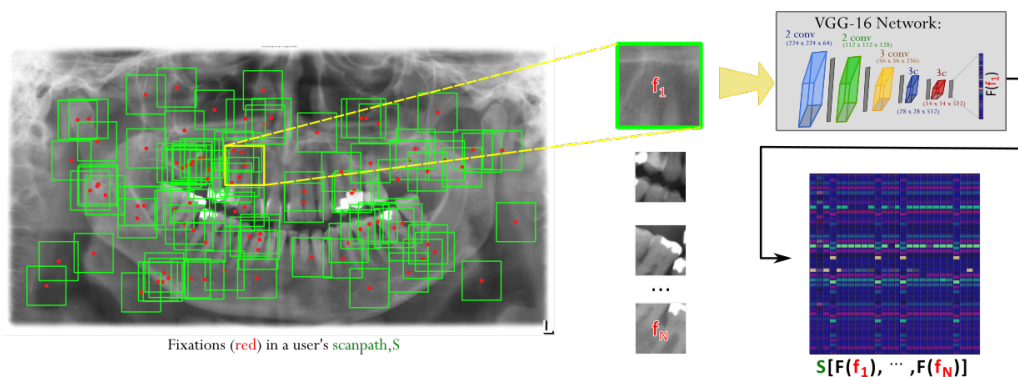 VGG-16 Network:
2 conv
(224 x 224 x 64)
2 conv
(112 x 112 x 128)
3 conv
(56 x 56 x 256)
3c
(28 x 28 x 512)
3c
(14 x 14 x 512)
F(f1)
f1
...
fN
L
Fixations (red) in a user's scanpath,S
S[F(f1), ... ,F(fN)]